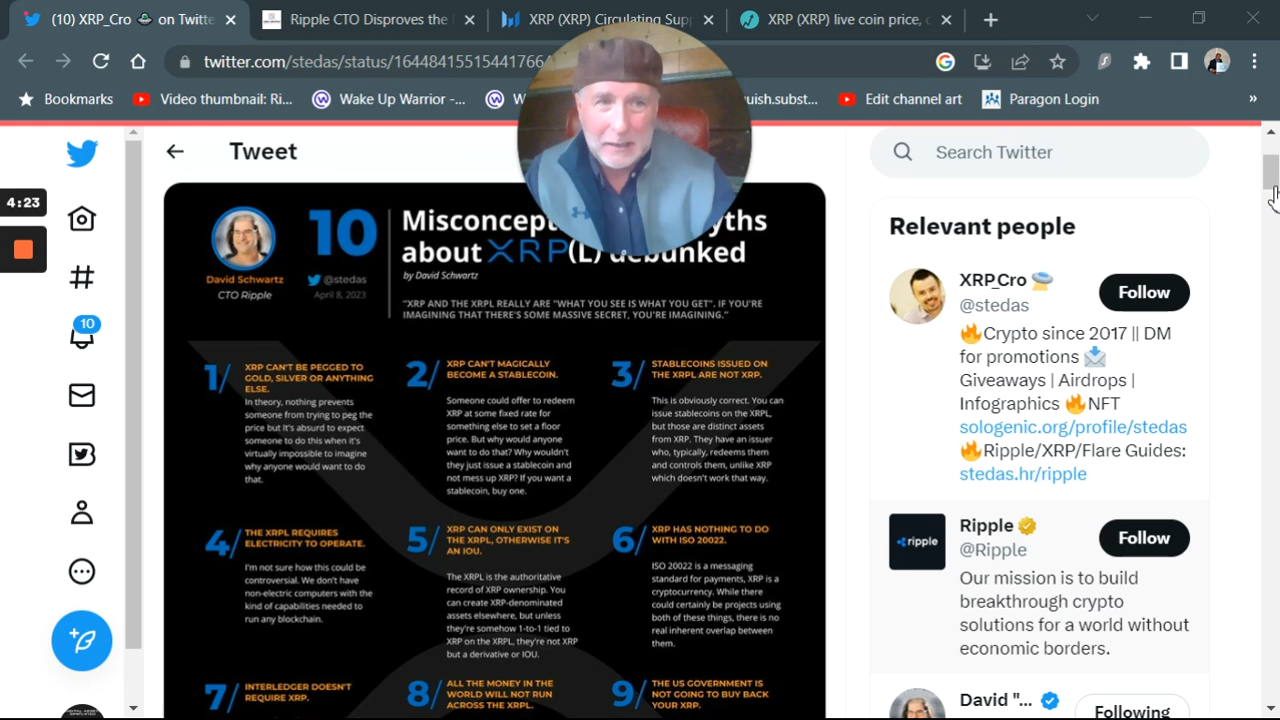 (10) XRP_Cro on Twitte
Ripple CTO Disproves the
XRP (XRP) Circulating Sup
XRP (XRP) live coin price,
twitter.com/stedas/status/1644841551544176
Bookmarks
Video thumbnail: Ri...
Wake Up Warrior -...
uish.subst...
Edit channel art
Paragon Login
»
4:23
10
Tweet
Search Twitter
David Schwartz
CTO Ripple
10
@stedas
April 8, 2023
Misconcept yths
about XRP(L) debunked
by David Schwartz
"XRP AND THE XRPL REALLY ARE "WHAT YOU SEE IS WHAT YOU GET". IF YOU'RE
IMAGINING THAT THERE'S SOME MASSIVE SECRET, YOU'RE IMAGINING."
1/
XRP CAN'T BE PEGGED TO
GOLD, SILVER OR ANYTHING
ELSE.
In theory, nothing prevents
someone from trying to peg the
price but it's absurd to expect
someone to do this when it's
virtually impossible to imagine
why anyone would want to do
that.
2/
XRP CAN'T MAGICALLY
BECOME A STABLECOIN.
Someone could offer to redeem
XRP at some fixed rate for
something else to set a floor
price. But why would anyone
want to do that? Why wouldn't
they just issue a stablecoin and
not mess up XRP? If you want a
stablecoin, buy one.
3/
STABLECOINS ISSUED ON
THE XRPL ARE NOT XRP.
This is obviously correct. You can
issue stablecoins on the XRPL,
but those are distinct assets
from XRP. They have an issuer
who, typically, redeems them
and controls them, unlike XRP
which doesn't work that way.
4/
THE XRPL REQUIRES
ELECTRICITY TO OPERATE.
I'm not sure how this could be
controversial. We don't have
non-electric computers with the
kind of capabilities needed to
run any blockchain.
5/
XRP CAN ONLY EXIST ON
THE XRPL, OTHERWISE IT'S
AN IOU.
The XRPL is the authoritative
record of XRP ownership. You
can create XRP-denominated
assets elsewhere, but unless
they're somehow 1-to-1 tied to
XRP on the XRPL, they're not XRP
but a derivative or IOU.
6/
XRP HAS NOTHING TO DO
WITH ISO 20022.
ISO 20022 is a messaging
standard for payments, XRP is a
cryptocurrency. While there
could certainly be projects using
both of these things, there is no
real inherent overlap between
them.
7/
INTERLEDGER DOESN'T
REQUIRE XRP.
8/
ALL THE MONEY IN THE
WORLD WILL NOT RUN
ACROSS THE XRPL.
9/
THE US GOVERNMENT IS
NOT GOING TO BUY BACK
YOUR XRP.
Relevant people
XRP_Cro
@stedas
Follow
🔥Crypto since 2017 || DM
for promotions 📩
Giveaways | Airdrops |
Infographics 🔥NFT
sologenic.org/profile/stedas
🔥Ripple/XRP/Flare Guides:
stedas.hr/ripple
ripple
Ripple
@Ripple
Follow
Our mission is to build
breakthrough crypto
solutions for a world without
economic borders.
David "...
Following